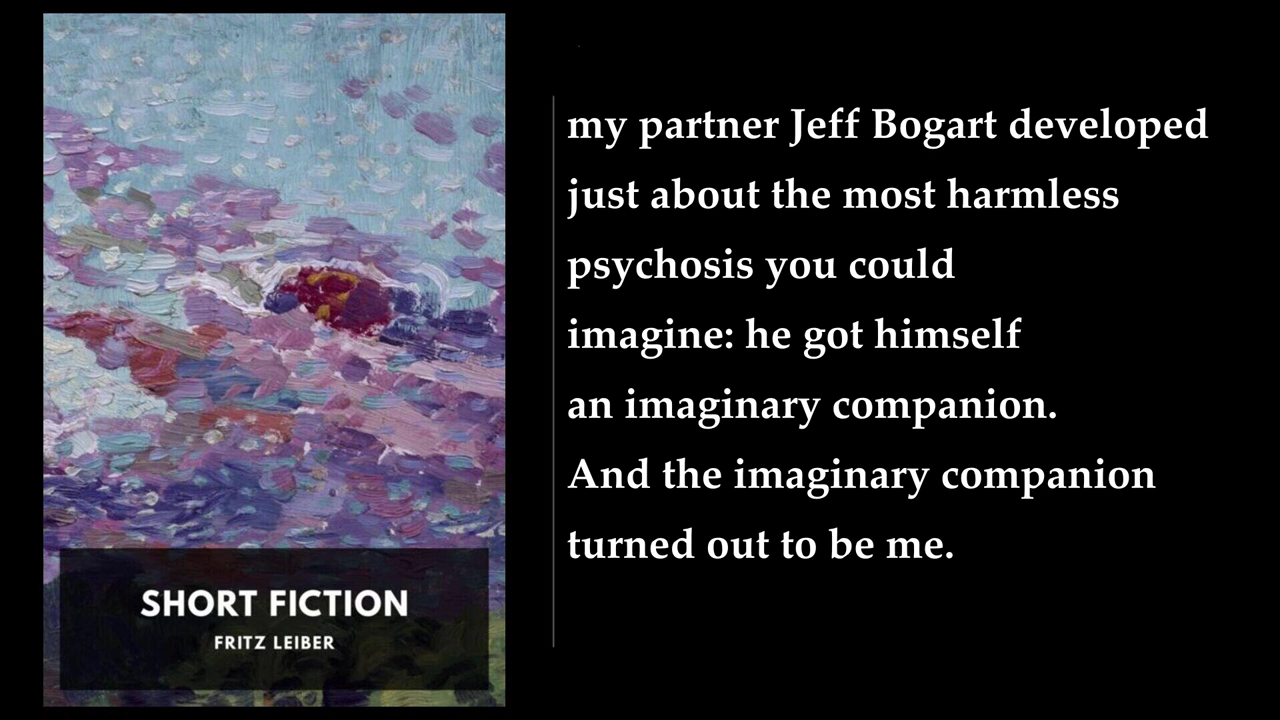 SHORT FICTION
FRITZ LEIBER
my partner Jeff Bogart developed
just about the most harmless
psychosis you could
imagine: he got himself
an imaginary companion.
And the imaginary companion
turned out to be me.